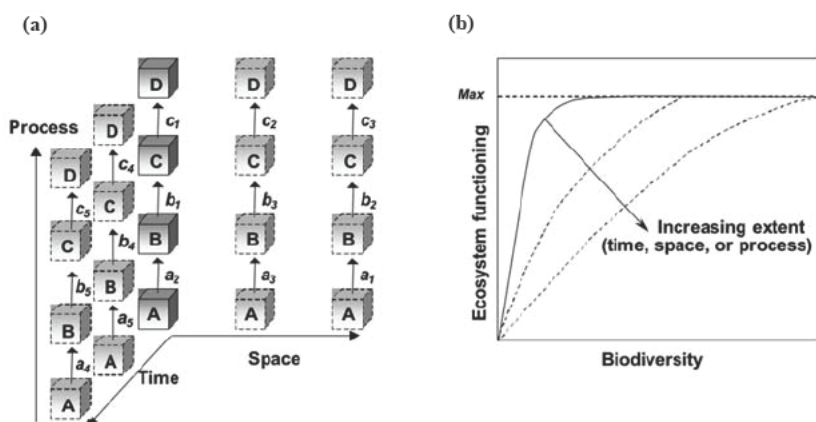 (a)
(b)
D D D
c₁ c₂ c₃
Process
D
c₄
D
C C C
c₅
C
b₁ b₃ b₂
C
b₄
B B B
b₅
B
a₂ a₃ a₁
B
a₅
A A A
a₄
A
A
Time
Space
Max
Ecosystem functioning
Increasing extent
(time, space, or process)
Biodiversity